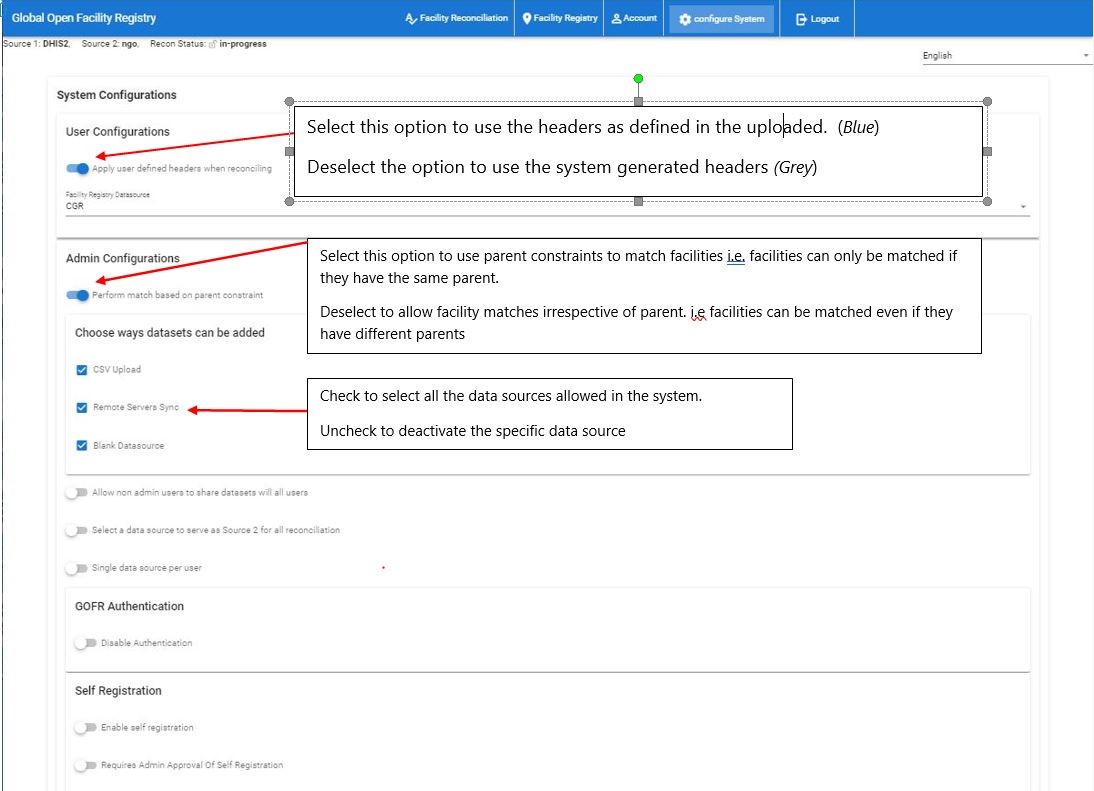 Global Open Facility Registry
Facility Reconciliation
Facility Registry
Account
configure System
Logout
Source 1: DHIS2, Source 2: ngo, Recon Status: in-progress
English
System Configurations
User Configurations
Select this option to use the headers as defined in the uploaded. (Blue)
Deselect the option to use the system generated headers (Grey)
Apply user defined headers when reconciling
Facility Registry Datasource
CGR
Admin Configurations
Select this option to use parent constraints to match facilities i.e. facilities can only be matched if
they have the same parent.
Deselect to allow facility matches irrespective of parent. i.e facilities can be matched even if they
have different parents
Perform match based on parent constraint
Choose ways datasets can be added
CSV Upload
Remote Servers Sync
Blank Datasource
Check to select all the data sources allowed in the system.
Uncheck to deactivate the specific data source
Allow non admin users to share datasets will all users
Select a data source to serve as Source 2 for all reconciliation
Single data source per user
GOFR Authentication
Disable Authentication
Self Registration
Enable self registration
Requires Admin Approval Of Self Registration